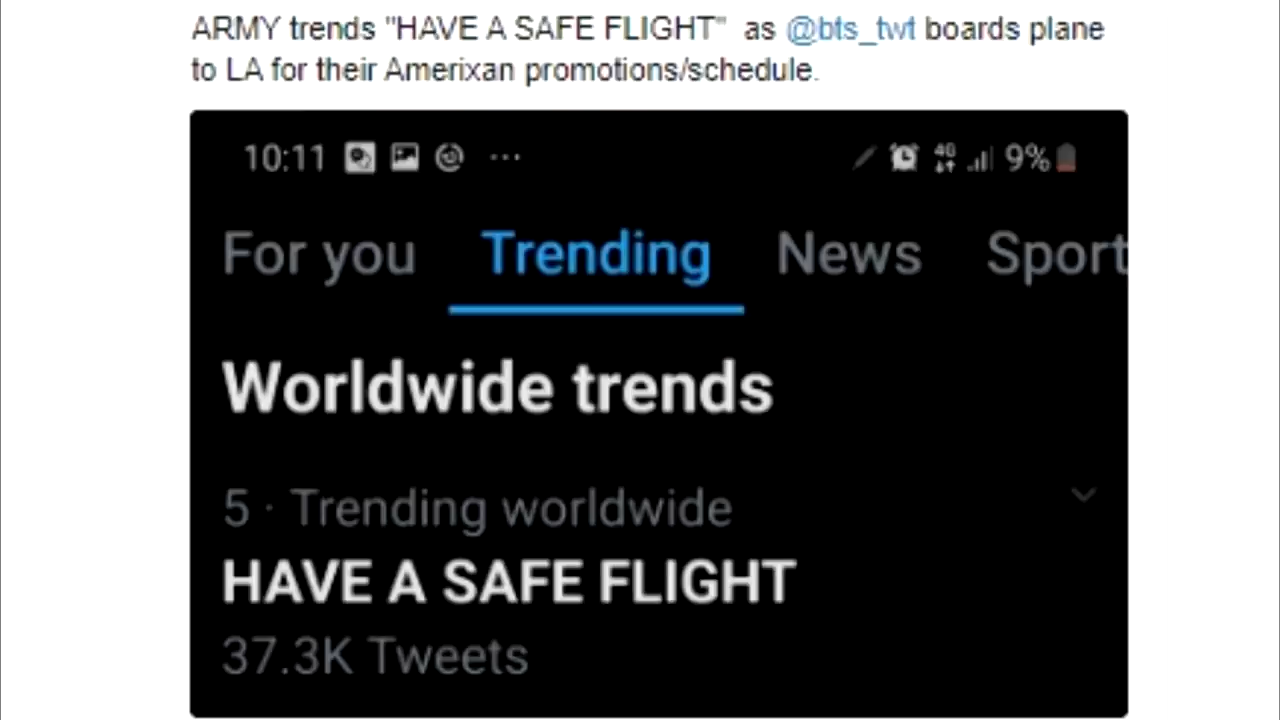 ARMY trends "HAVE A SAFE FLIGHT"  as @bts_twt boards plane
to LA for their Amerixan promotions/schedule.
10:11 ... 4G 9%
For you Trending News Sport
Worldwide trends
5 · Trending worldwide
HAVE A SAFE FLIGHT
37.3K Tweets